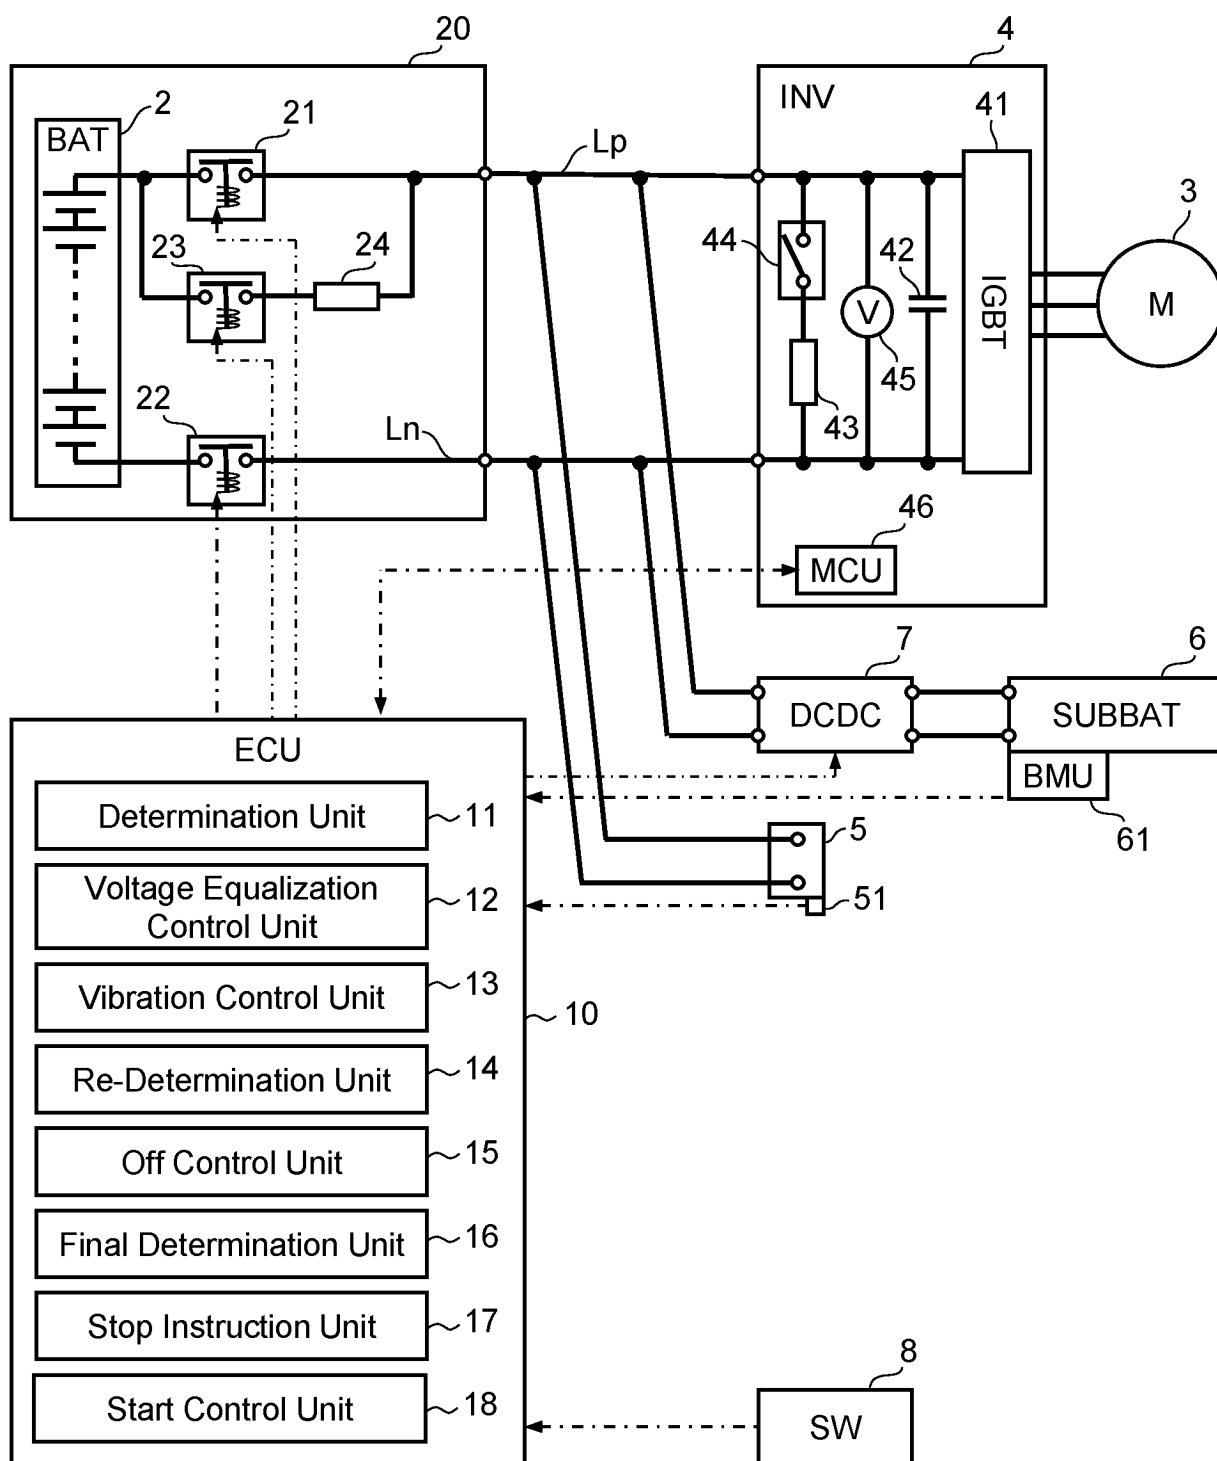 20
4
2
21
INV
41
BAT
Lp
3
23
24
44
42
V
IGBT
M
45
22
43
Ln
46
MCU
7
6
DCDC
SUBBAT
BMU
61
ECU
Determination Unit
11
5
Voltage Equalization
Control Unit
12
51
Vibration Control Unit
13
10
Re-Determination Unit
14
Off Control Unit
15
Final Determination Unit
16
Stop Instruction Unit
17
Start Control Unit
18
8
SW